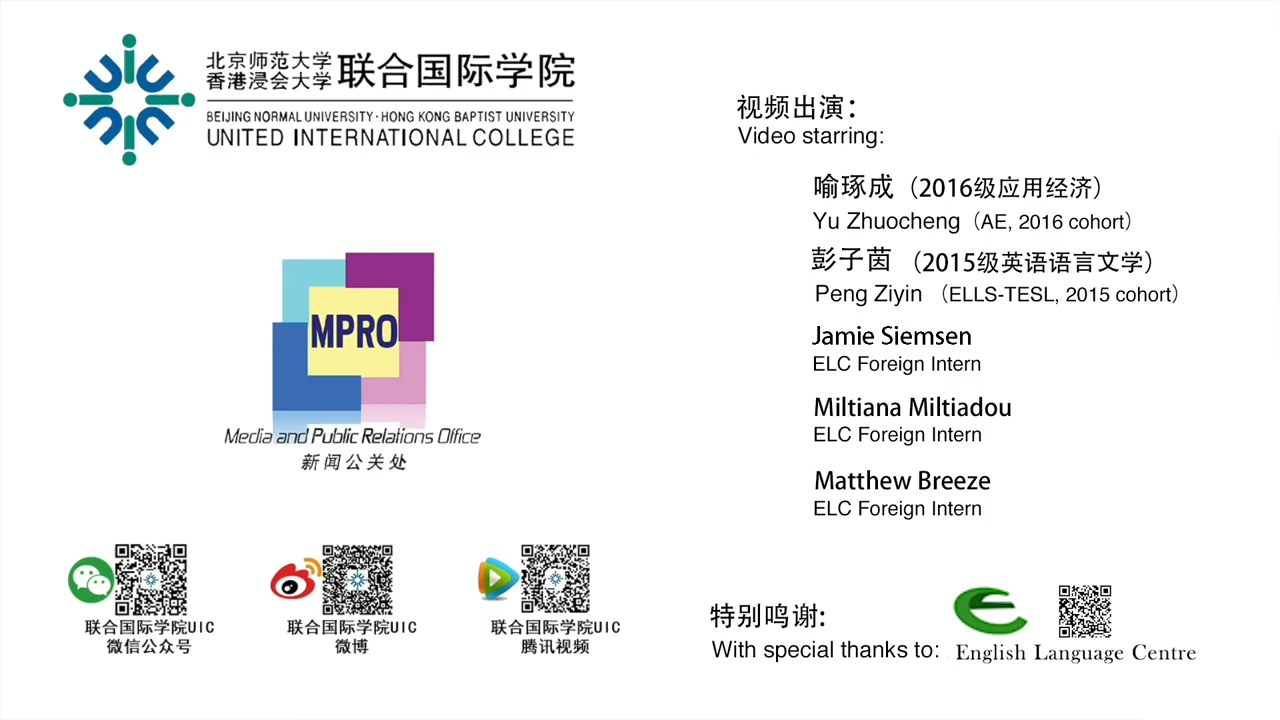 北京师范大学
香港浸会大学
联合国际学院
BEIJING NORMAL UNIVERSITY·HONG KONG BAPTIST UNIVERSITY
UNITED INTERNATIONAL COLLEGE
MPRO
Media and Public Relations Office
新闻公关处
联合国际学院UIC
微信公众号
联合国际学院UIC
微博
联合国际学院UIC
腾讯视频
视频出演：
Video starring:
喻琢成（2016级应用经济）
Yu Zhuocheng（AE, 2016 cohort）
彭子茵（2015级英语语言文学）
Peng Ziyin （ELLS-TESL, 2015 cohort）
Jamie Siemsen
ELC Foreign Intern
Miltiana Miltiadou
ELC Foreign Intern
Matthew Breeze
ELC Foreign Intern
特别鸣谢:
With special thanks to:
English Language Centre